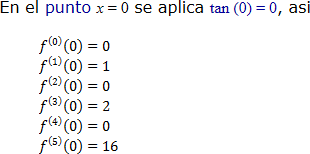 En el punto x = 0 se aplica tan (0) = 0, asi
f⁽⁰⁾(0) = 0
f⁽¹⁾(0) = 1
f⁽²⁾(0) = 0
f⁽³⁾(0) = 2
f⁽⁴⁾(0) = 0
f⁽⁵⁾(0) = 16